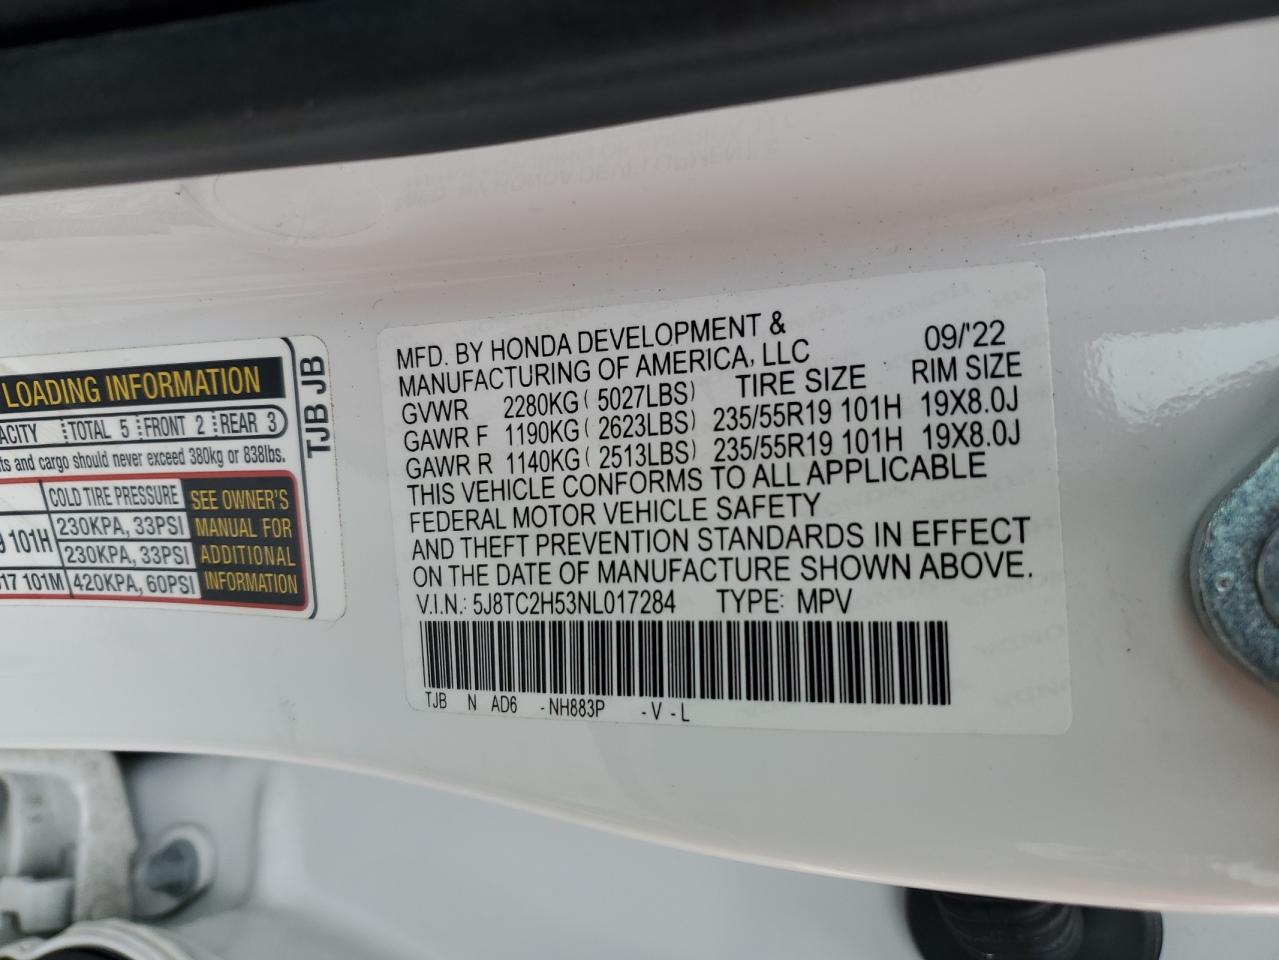 LOADING INFORMATION
TJB JB
ACITY TOTAL 5 FRONT 2 REAR 3
ts and cargo should never exceed 380kg or 838lbs.
COLD TIRE PRESSURE
SEE OWNER'S
MANUAL FOR
ADDITIONAL
INFORMATION
9 101H 230KPA, 33PSI
230KPA, 33PSI
17 101M 420KPA, 60PSI
MFD. BY HONDA DEVELOPMENT & 09/'22
MANUFACTURING OF AMERICA, LLC
GVWR 2280KG ( 5027LBS) TIRE SIZE RIM SIZE
GAWR F 1190KG ( 2623LBS) 235/55R19 101H 19X8.0J
GAWR R 1140KG ( 2513LBS) 235/55R19 101H 19X8.0J
THIS VEHICLE CONFORMS TO ALL APPLICABLE
FEDERAL MOTOR VEHICLE SAFETY
AND THEFT PREVENTION STANDARDS IN EFFECT
ON THE DATE OF MANUFACTURE SHOWN ABOVE.
V.I.N.: 5J8TC2H53NL017284 TYPE: MPV
TJB N AD6 - NH883P - V - L